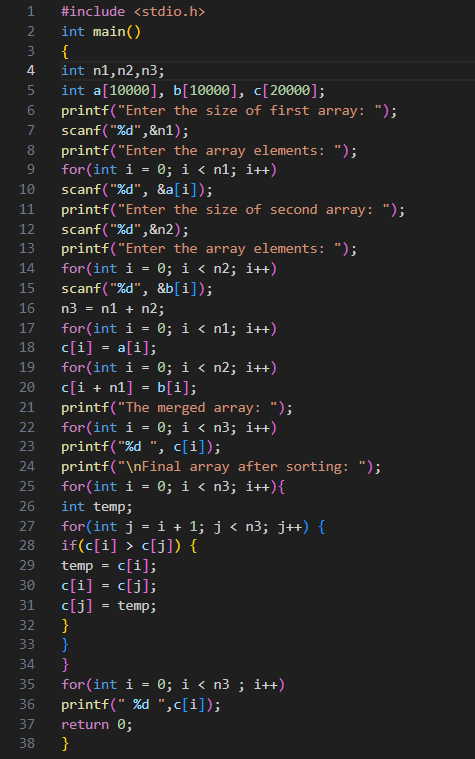 1 #include <stdio.h>
2 int main()
3 {
4 int n1,n2,n3;
5 int a[10000], b[10000], c[20000];
6 printf("Enter the size of first array: ");
7 scanf("%d",&n1);
8 printf("Enter the array elements: ");
9 for(int i = 0; i < n1; i++)
10 scanf("%d", &a[i]);
11 printf("Enter the size of second array: ");
12 scanf("%d",&n2);
13 printf("Enter the array elements: ");
14 for(int i = 0; i < n2; i++)
15 scanf("%d", &b[i]);
16 n3 = n1 + n2;
17 for(int i = 0; i < n1; i++)
18 c[i] = a[i];
19 for(int i = 0; i < n2; i++)
20 c[i + n1] = b[i];
21 printf("The merged array: ");
22 for(int i = 0; i < n3; i++)
23 printf("%d ", c[i]);
24 printf("\nFinal array after sorting: ");
25 for(int i = 0; i < n3; i++){
26 int temp;
27 for(int j = i + 1; j < n3; j++) {
28 if(c[i] > c[j]) {
29 temp = c[i];
30 c[i] = c[j];
31 c[j] = temp;
32 }
33 }
34 }
35 for(int i = 0; i < n3 ; i++)
36 printf(" %d ",c[i]);
37 return 0;
38 }